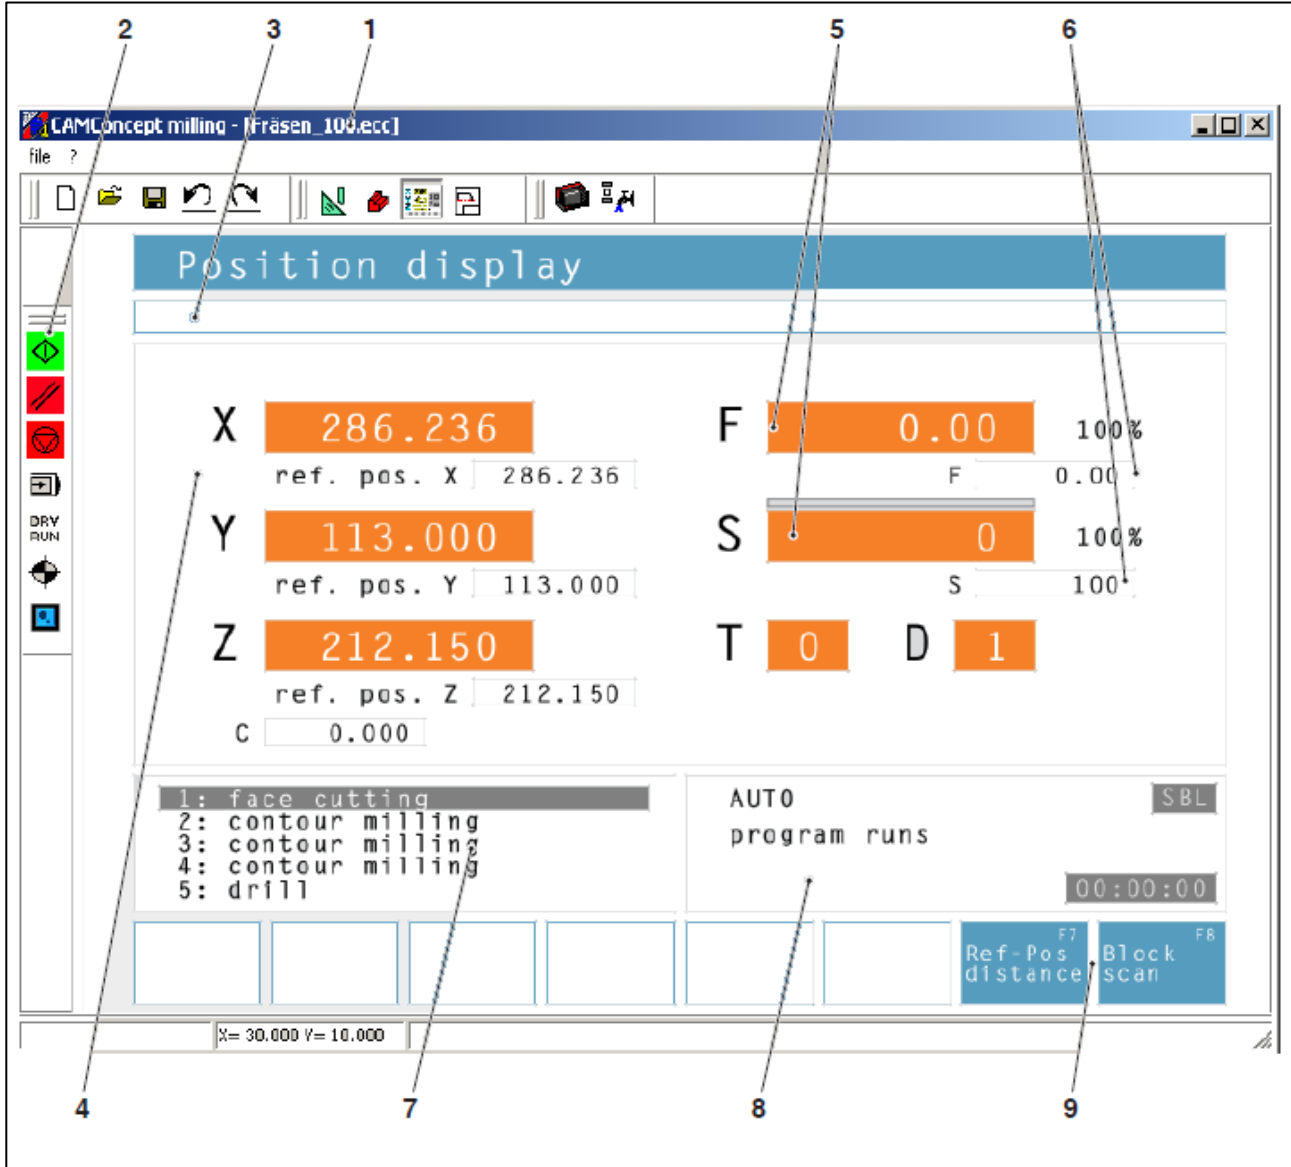 2 3 1 5 6
CAMConcept milling - [Fräsen_100.ecc]
file ?
Position display
DRY
RUN
X 286.236 F 0.00 100%
ref. pos. X 286.236 F 0.00
Y 113.000 S 0 100%
ref. pos. Y 113.000 S 100
Z 212.150 T 0 D 1
ref. pos. Z 212.150
C 0.000
1: face cutting
2: contour milling
3: contour milling
4: contour milling
5: drill
AUTO SBL
program runs
00:00:00
F7
Ref-Pos
distance
F8
Block
scan
X= 30.000 Y= 10.000
4 7 8 9